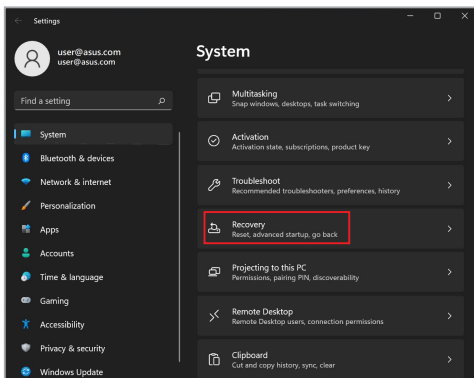 Settings
user@asus.com
user@asus.com
Find a setting
System
Bluetooth & devices
Network & internet
Personalization
Apps
Accounts
Time & language
Gaming
Accessibility
Privacy & security
Windows Update
System
Multitasking
Snap windows, desktops, task switching
Activation
Activation state, subscriptions, product key
Troubleshoot
Recommended troubleshooters, preferences, history
Recovery
Reset, advanced startup, go back
Projecting to this PC
Permissions, pairing PIN, discoverability
Remote Desktop
Remote Desktop users, connection permissions
Clipboard
Cut and copy history, sync, clear